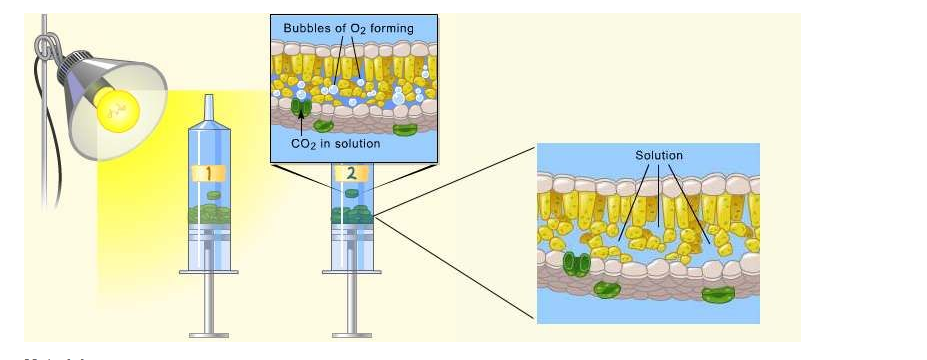 Bubbles of O2 forming
CO2 in solution
1
2
Solution